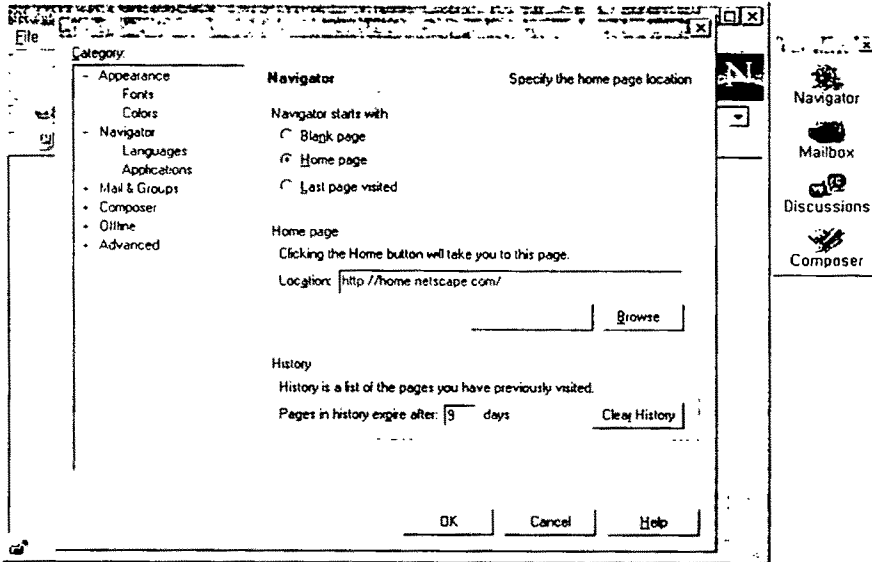 File
Category:
- Appearance
Fonts
Colors
- Navigator
Languages
Applications
+ Mail & Groups
+ Composer
+ Offline
+ Advanced
Navigator
Specify the home page location
Navigator starts with
Blank page
Home page
Last page visited
Home page
Clicking the Home button will take you to this page.
Location: http://home.netscape.com/
Browse
History
History is a list of the pages you have previously visited.
Pages in history expire after: 9 days
Clear History
OK
Cancel
Help
N
Navigator
Mailbox
Discussions
Composer